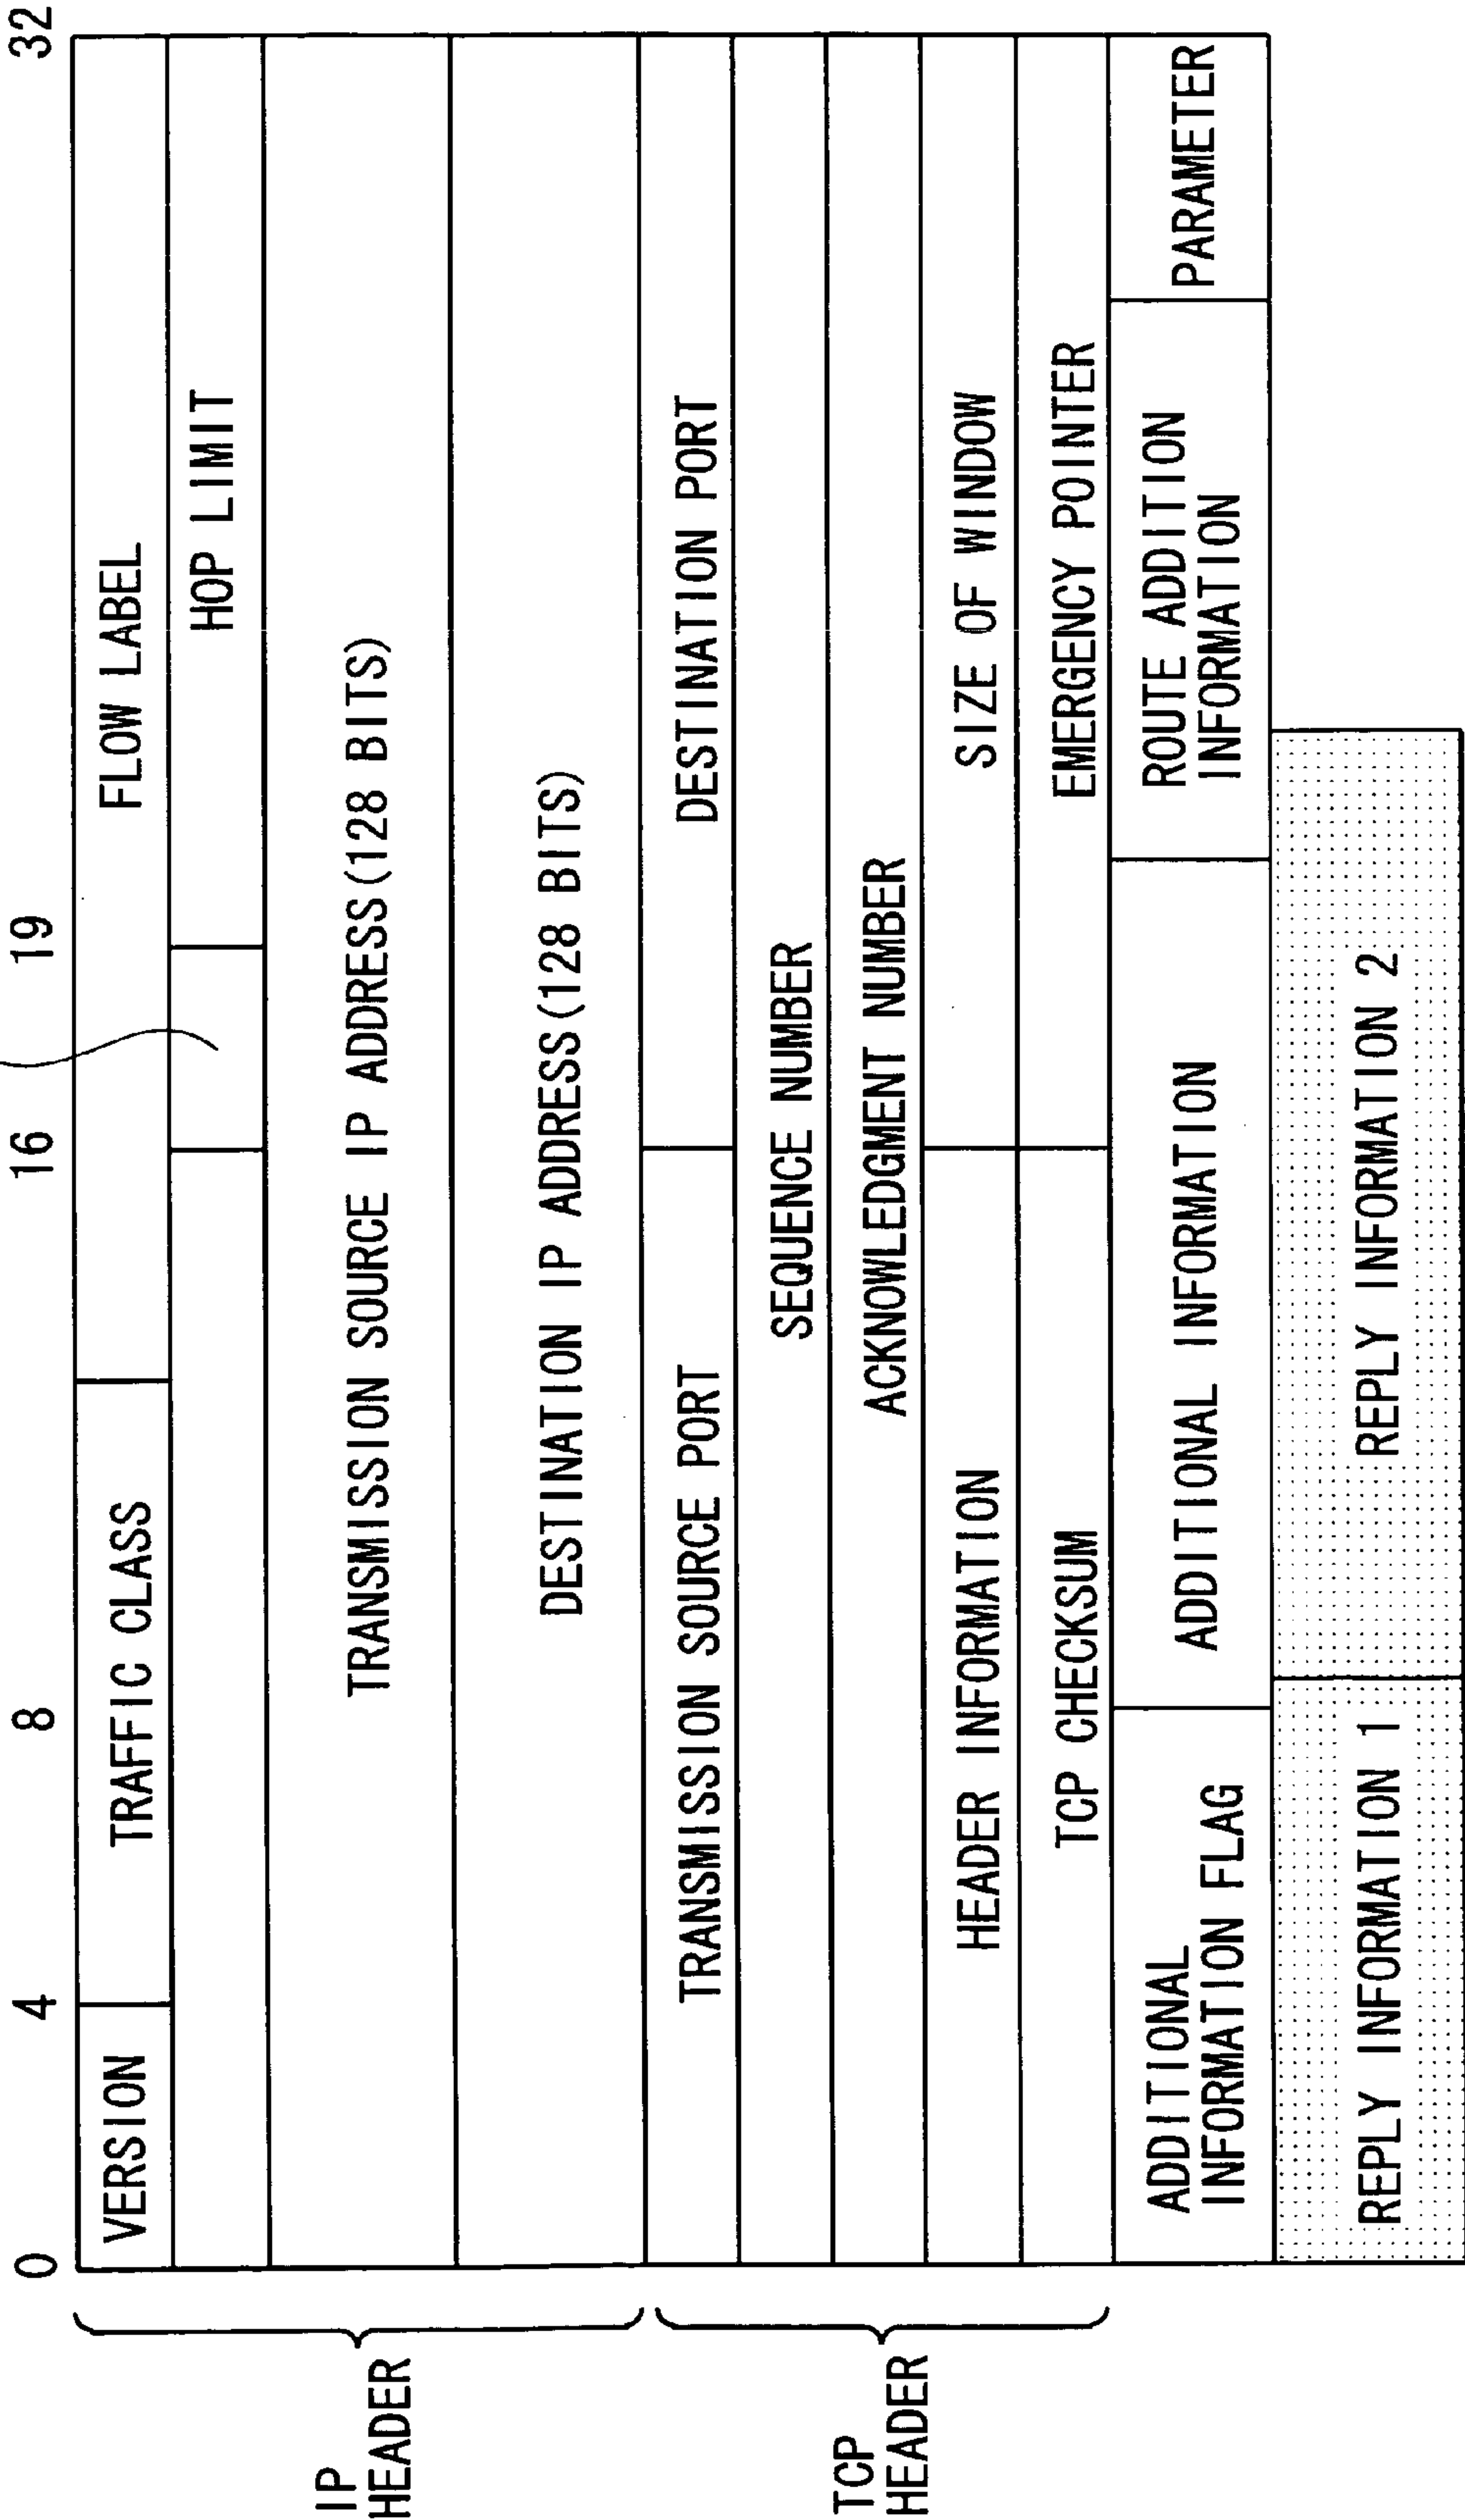 0 4 8 16 19 32
VERSION TRAFFIC CLASS FLOW LABEL
HOP LIMIT
TRANSMISSION SOURCE IP ADDRESS(128 BITS)
DESTINATION IP ADDRESS(128 BITS)
IP
HEADER
TRANSMISSION SOURCE PORT DESTINATION PORT
SEQUENCE NUMBER
ACKNOWLEDGMENT NUMBER
HEADER INFORMATION SIZE OF WINDOW
TCP CHECKSUM EMERGENCY POINTER
TCP
HEADER
ADDITIONAL
INFORMATION FLAG
ADDITIONAL INFORMATION
ROUTE ADDITION
INFORMATION
PARAMETER
REPLY INFORMATION 1 REPLY INFORMATION 2